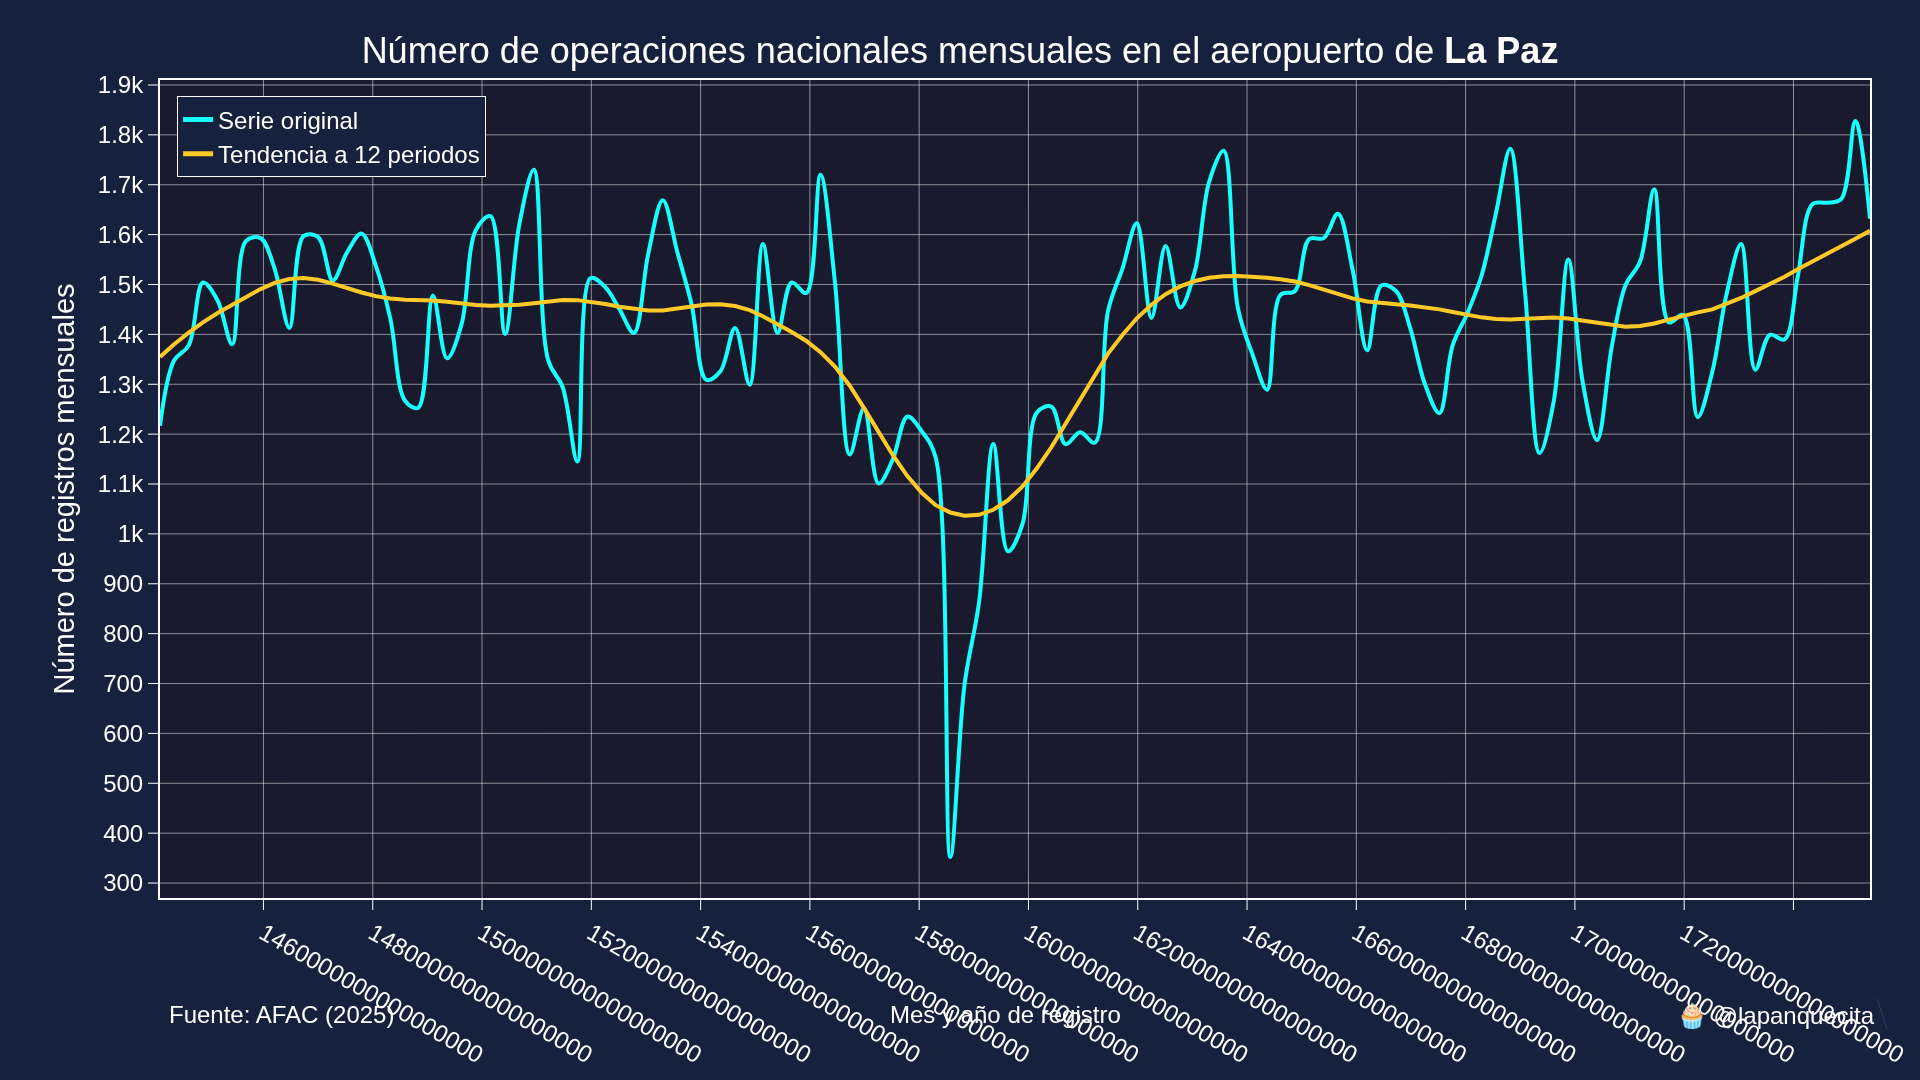 Número de operaciones nacionales mensuales en el aeropuerto de La Paz
1.9k
1.8k
1.7k
1.6k
1.5k
1.4k
1.3k
1.2k
1.1k
1k
900
800
700
600
500
400
300
Serie original
Tendencia a 12 periodos
Número de registros mensuales
1460000000000000000
1480000000000000000
1500000000000000000
1520000000000000000
1540000000000000000
1560000000000000000
1580000000000000000
1600000000000000000
1620000000000000000
1640000000000000000
1660000000000000000
1680000000000000000
1700000000000000000
1720000000000000000
Fuente: AFAC (2025)
Mes y año de registro
🧁 @lapanquecita